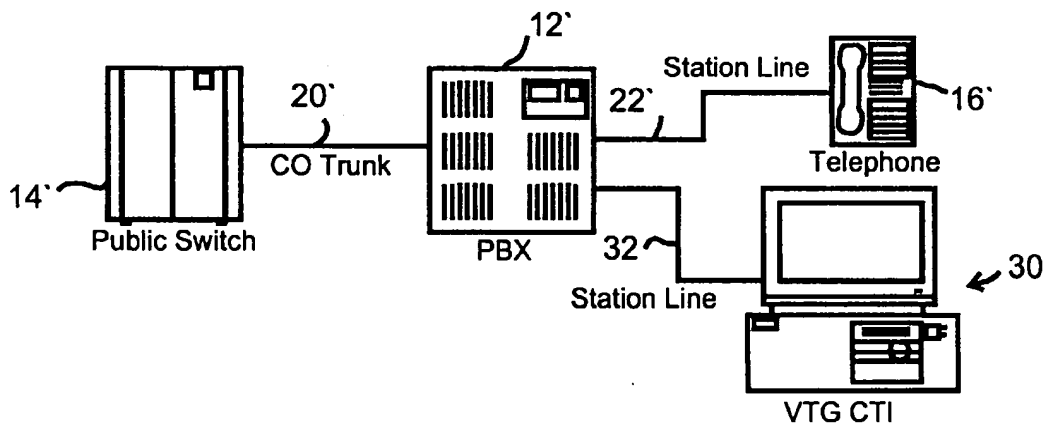 12`
Station Line
20`
22`
16`
CO Trunk
Telephone
14`
Public Switch
PBX
32
30
Station Line
VTG CTI